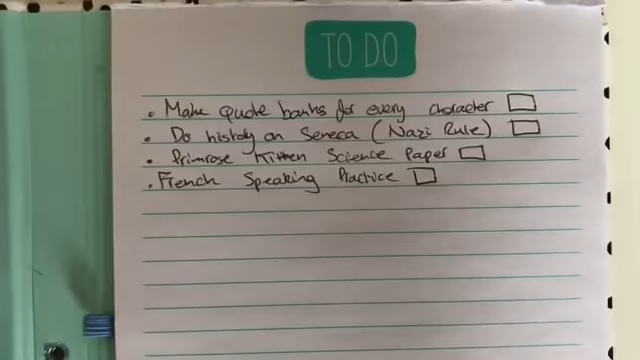 TO DO
• Make quote banks for every character
• Do history on Seneca (Nazi Rule)
• Primrose Kitten Science Paper
• French Speaking Practice